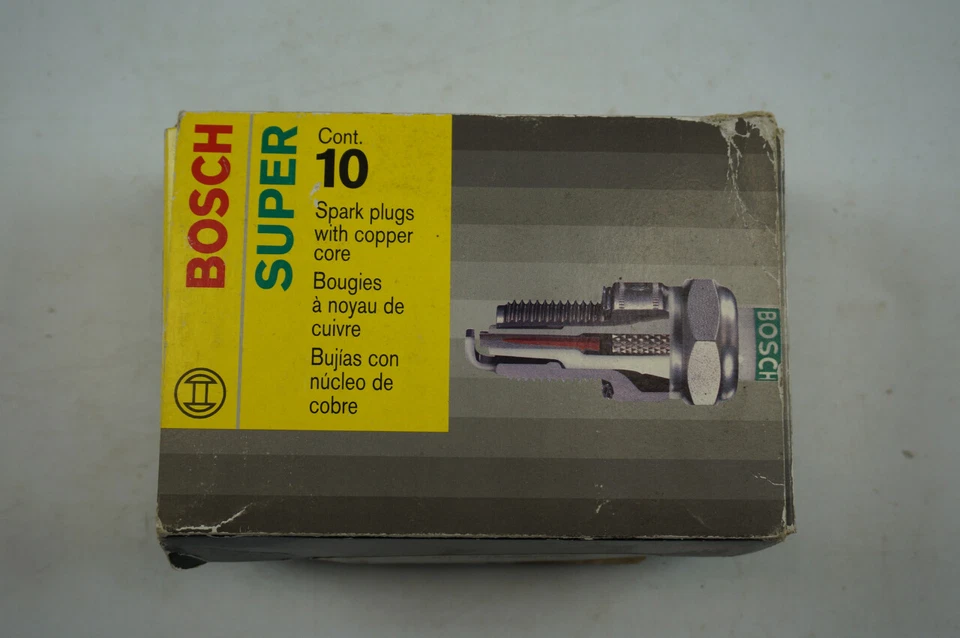 BOSCH
SUPER
Cont.
10
Spark plugs
with copper
core
Bougies
à noyau de
cuivre
Bujías con
núcleo de
cobre
BOSCH